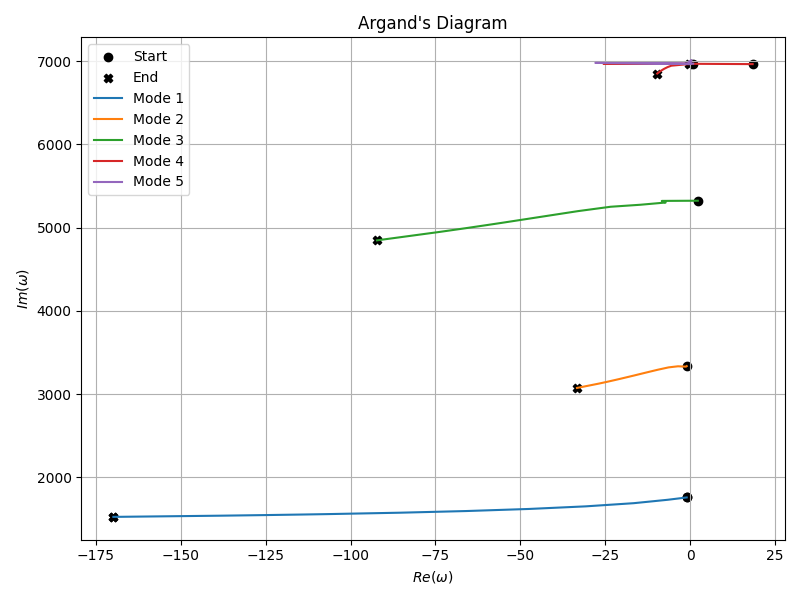 Argand's Diagram
Start
End
Mode 1
Mode 2
Mode 3
Mode 4
Mode 5
7000
6000
5000
4000
3000
2000
Im(ω)
−175
−150
−125
−100
−75
−50
−25
0
25
Re(ω)